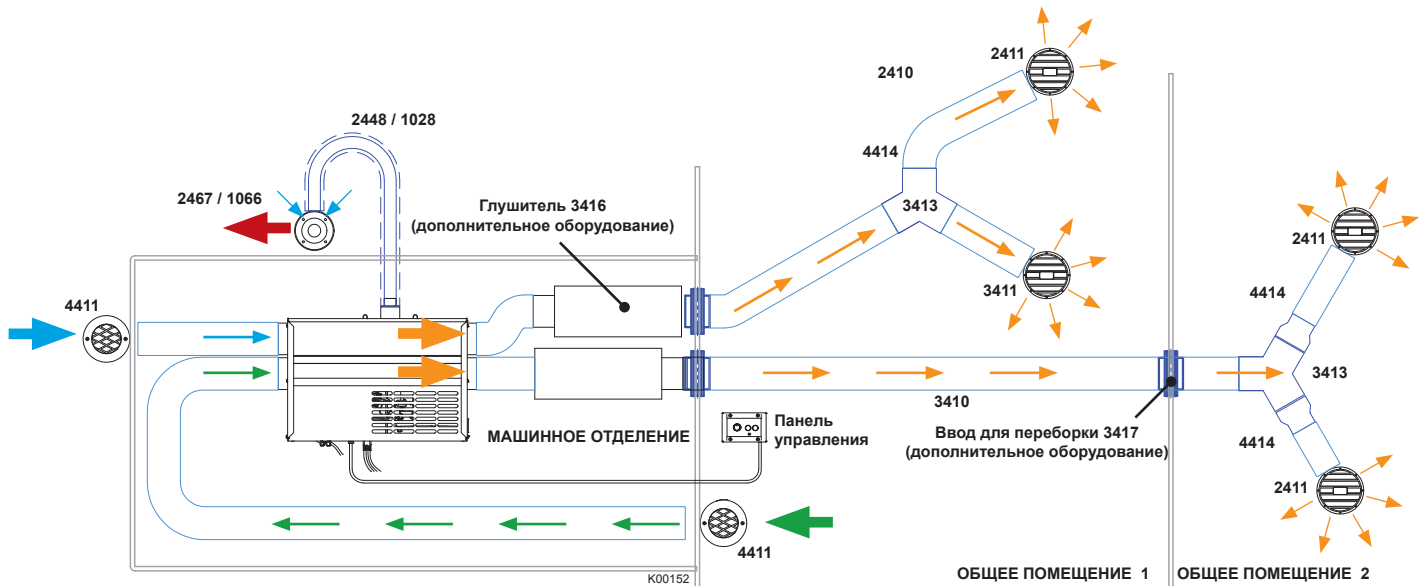 2411
2410
2448 / 1028
4414
2467 / 1066
Глушитель 3416
(дополнительное оборудование)
3413
2411
3411
4411
4414
3413
3410
Панель
управления
МАШИННОЕ ОТДЕЛЕНИЕ
Ввод для переборки 3417
(дополнительное оборудование)
4414
2411
4411
K00152
ОБЩЕЕ ПОМЕЩЕНИЕ 1
ОБЩЕЕ ПОМЕЩЕНИЕ 2